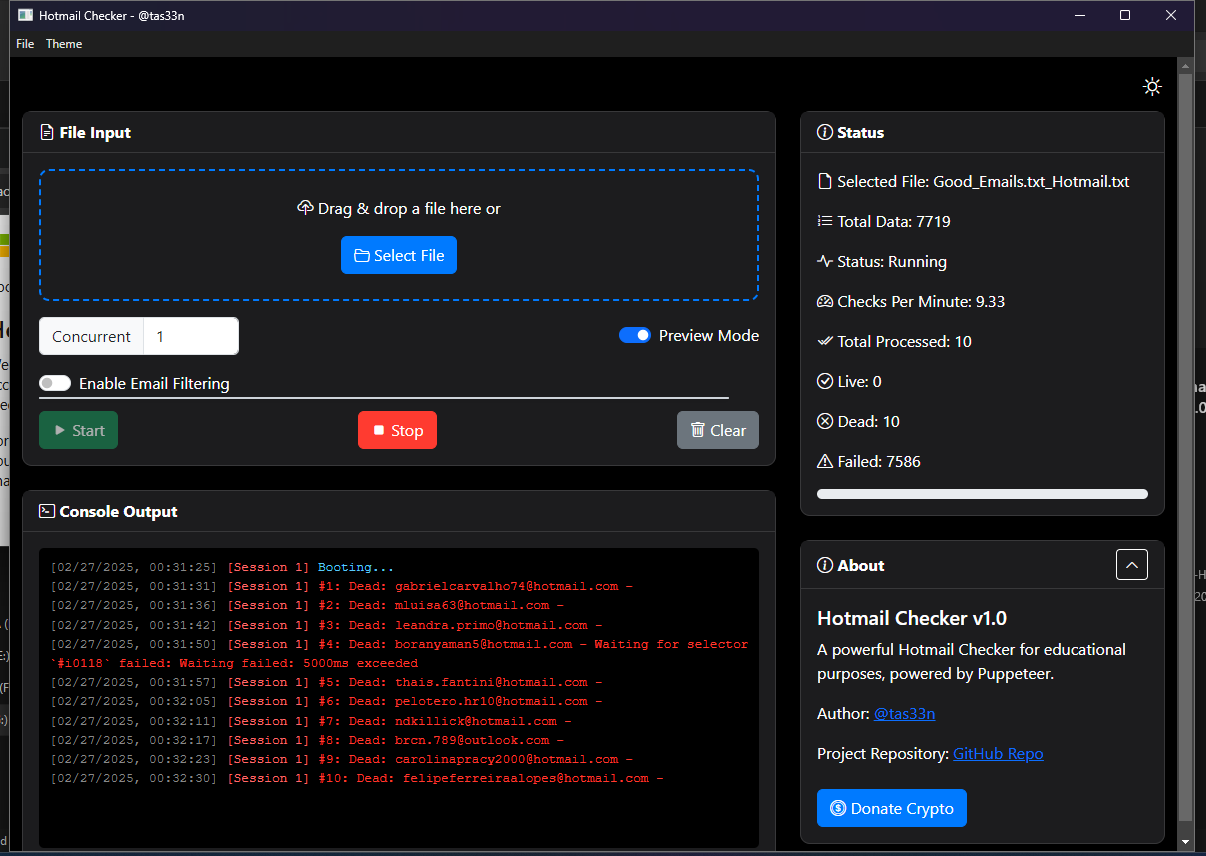 Hotmail Checker - @tas33n
File Theme
File Input
Drag & drop a file here or
Select File
Concurrent 1
Preview Mode
Enable Email Filtering
Start
Stop
Clear
Console Output
[02/27/2025, 00:31:25] [Session 1] Booting...
[02/27/2025, 00:31:31] [Session 1] #1: Dead: gabrielcarvalho74@hotmail.com -
[02/27/2025, 00:31:36] [Session 1] #2: Dead: mluisa63@hotmail.com -
[02/27/2025, 00:31:42] [Session 1] #3: Dead: leandra.primo@hotmail.com -
[02/27/2025, 00:31:50] [Session 1] #4: Dead: boranyaman5@hotmail.com - Waiting for selector
`#i0118` failed: Waiting failed: 5000ms exceeded
[02/27/2025, 00:31:57] [Session 1] #5: Dead: thais.fantini@hotmail.com -
[02/27/2025, 00:32:05] [Session 1] #6: Dead: pelotero.hr10@hotmail.com -
[02/27/2025, 00:32:11] [Session 1] #7: Dead: ndkillick@hotmail.com -
[02/27/2025, 00:32:17] [Session 1] #8: Dead: brcn.789@outlook.com -
[02/27/2025, 00:32:23] [Session 1] #9: Dead: carolinapracy2000@hotmail.com -
[02/27/2025, 00:32:30] [Session 1] #10: Dead: felipeferreiraalopes@hotmail.com -
Status
Selected File: Good_Emails.txt_Hotmail.txt
Total Data: 7719
Status: Running
Checks Per Minute: 9.33
Total Processed: 10
Live: 0
Dead: 10
Failed: 7586
About
Hotmail Checker v1.0
A powerful Hotmail Checker for educational
purposes, powered by Puppeteer.
Author: @tas33n
Project Repository: GitHub Repo
Donate Crypto